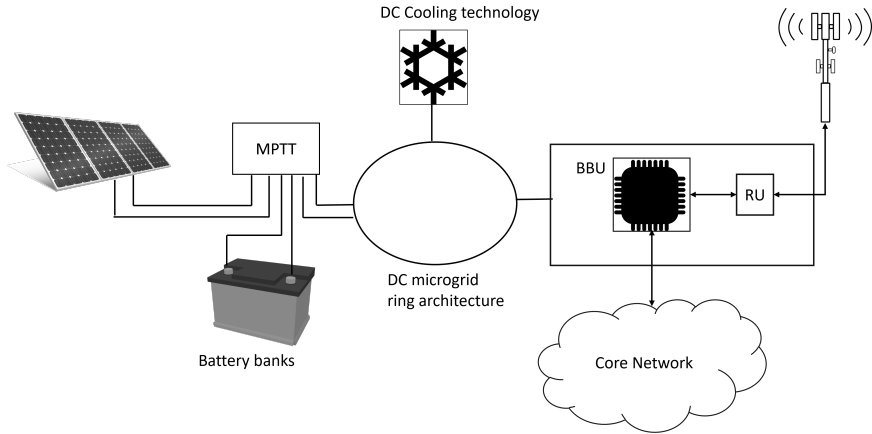 DC Cooling technology
MPTT
BBU
RU
DC microgrid
ring architecture
Battery banks
Core Network